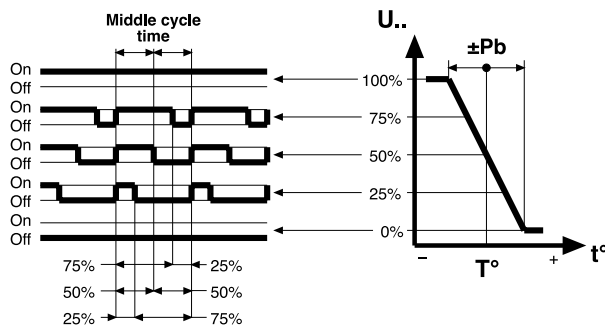 Middle cycle
time
U..
±Pb
On
Off
On
Off
On
Off
On
Off
On
Off
100%
75%
50%
25%
0%
− T° + t°
75% 25%
50% 50%
25% 75%